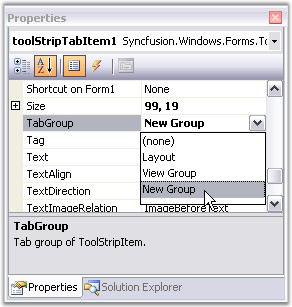 Properties
toolStripTabItem1 Syncfusion.Windows.Forms.To
Shortcut on Form1 None
Size 99, 19
TabGroup New Group
Tag (none)
Text Layout
TextAlign View Group
TextDirection New Group
TextImageRelation ImageBeforeText
TabGroup
Tab group of ToolStripItem.
Properties Solution Explorer